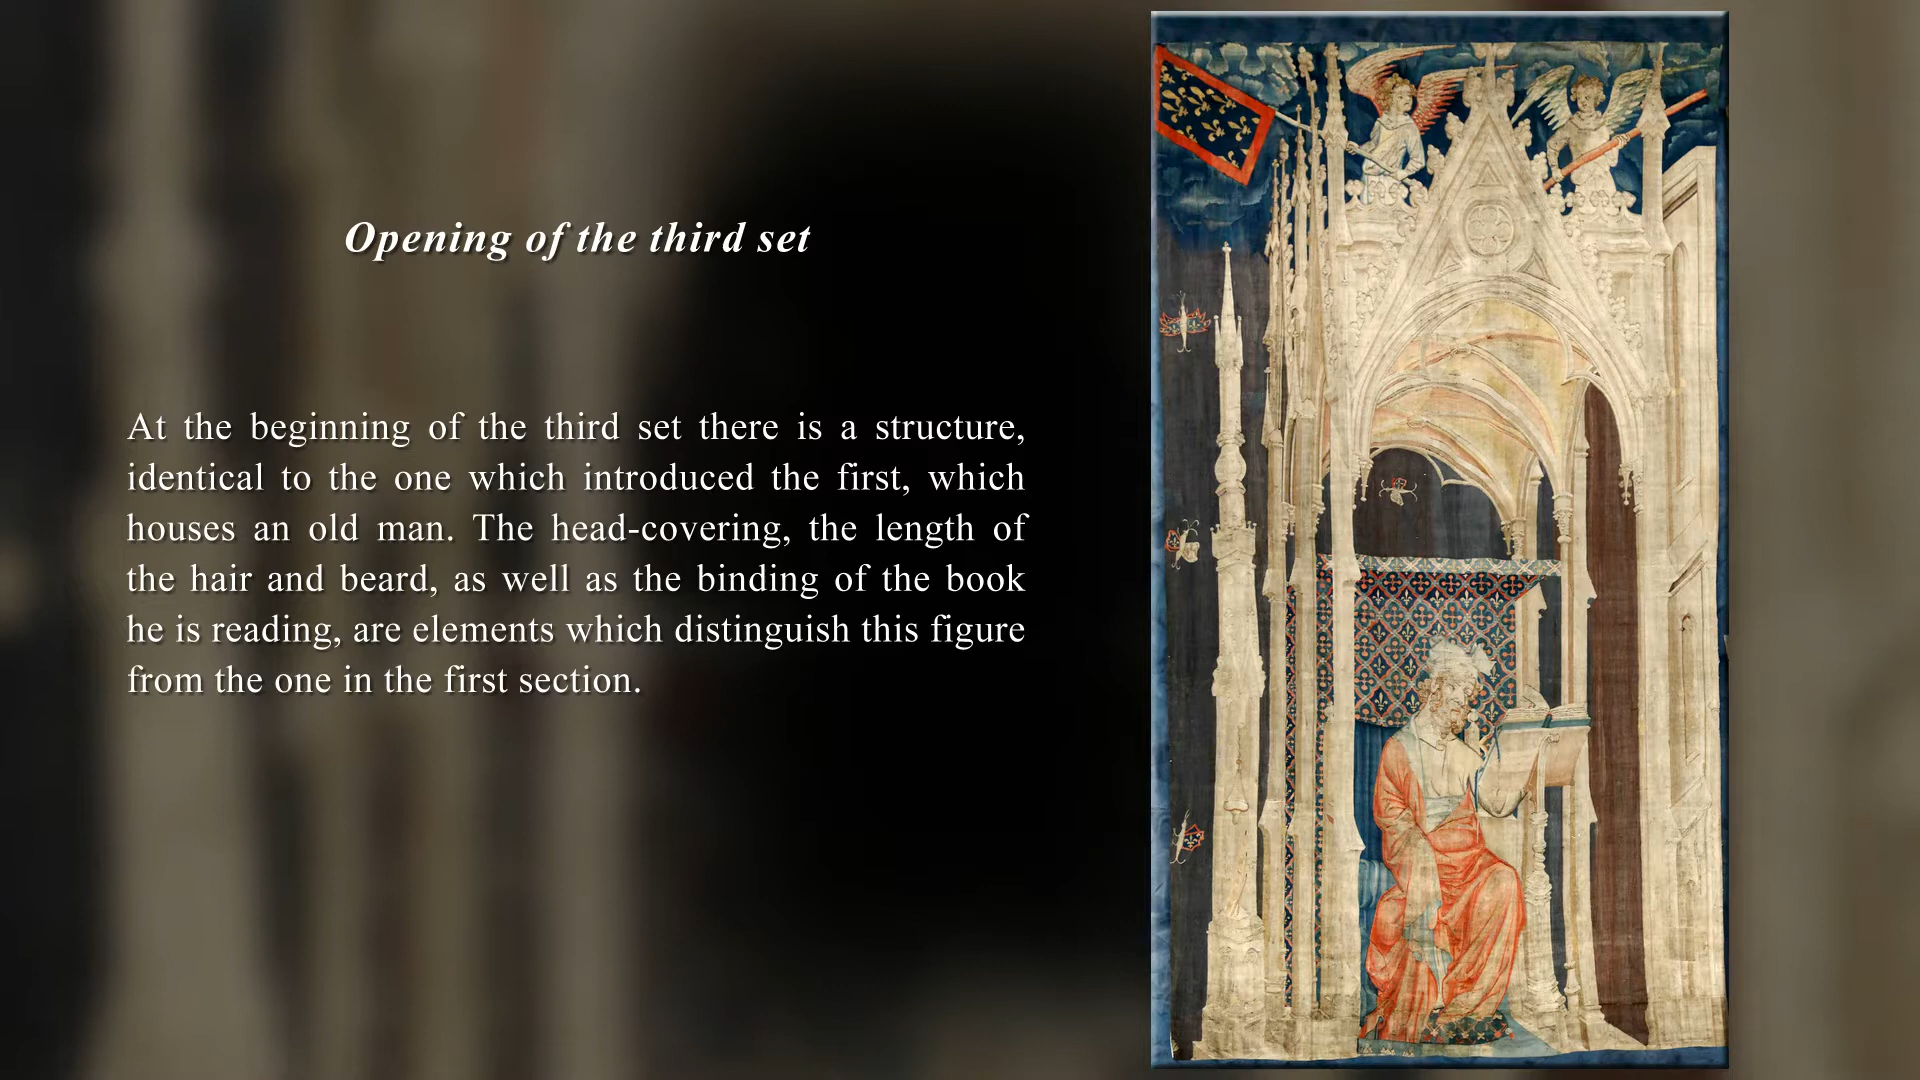 Opening of the third set
At the beginning of the third set there is a structure,
identical to the one which introduced the first, which
houses an old man. The head-covering, the length of
the hair and beard, as well as the binding of the book
he is reading, are elements which distinguish this figure
from the one in the first section.